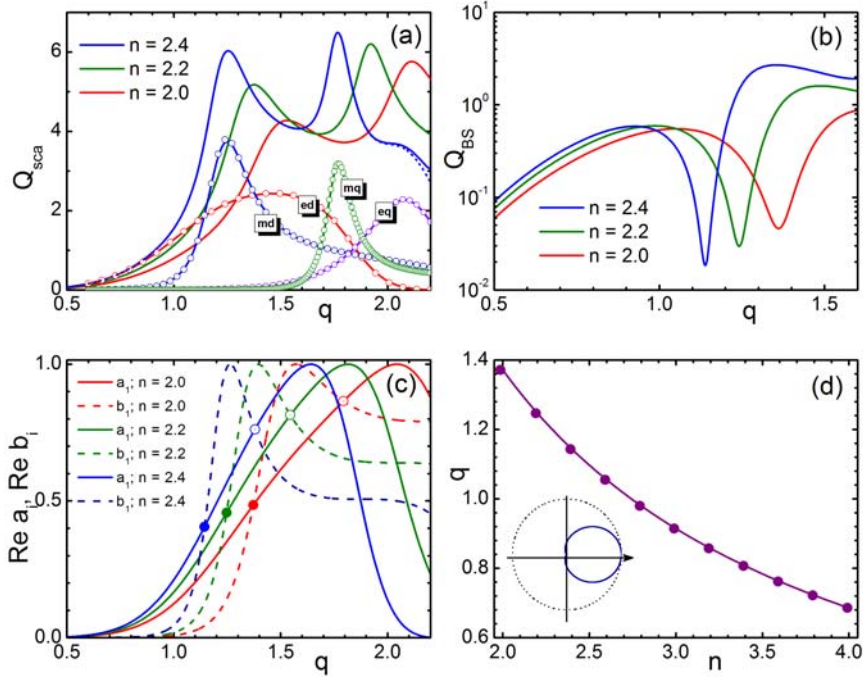 (a)
n = 2.4
n = 2.2
n = 2.0
6
4
2
0
Q_sca
ed
md
mq
eq
0.5 1.0 1.5 2.0
q
(b)
10^1
10^0
10^-1
10^-2
Q_BS
n = 2.4
n = 2.2
n = 2.0
0.5 1.0 1.5
q
(c)
1.0
0.5
0.0
Re a_i, Re b_i
a_1; n = 2.0
b_1; n = 2.0
a_1; n = 2.2
b_1; n = 2.2
a_1; n = 2.4
b_1; n = 2.4
0.5 1.0 1.5 2.0
q
(d)
1.4
1.2
1.0
0.8
0.6
q
2.0 2.5 3.0 3.5 4.0
n